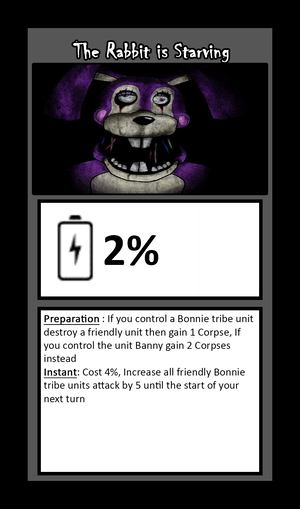 The Rabbit is Starving
2%
Preparation : If you control a Bonnie tribe unit
destroy a friendly unit then gain 1 Corpse, If
you control the unit Banny gain 2 Corpses
instead
Instant: Cost 4%, Increase all friendly Bonnie
tribe units attack by 5 until the start of your
next turn